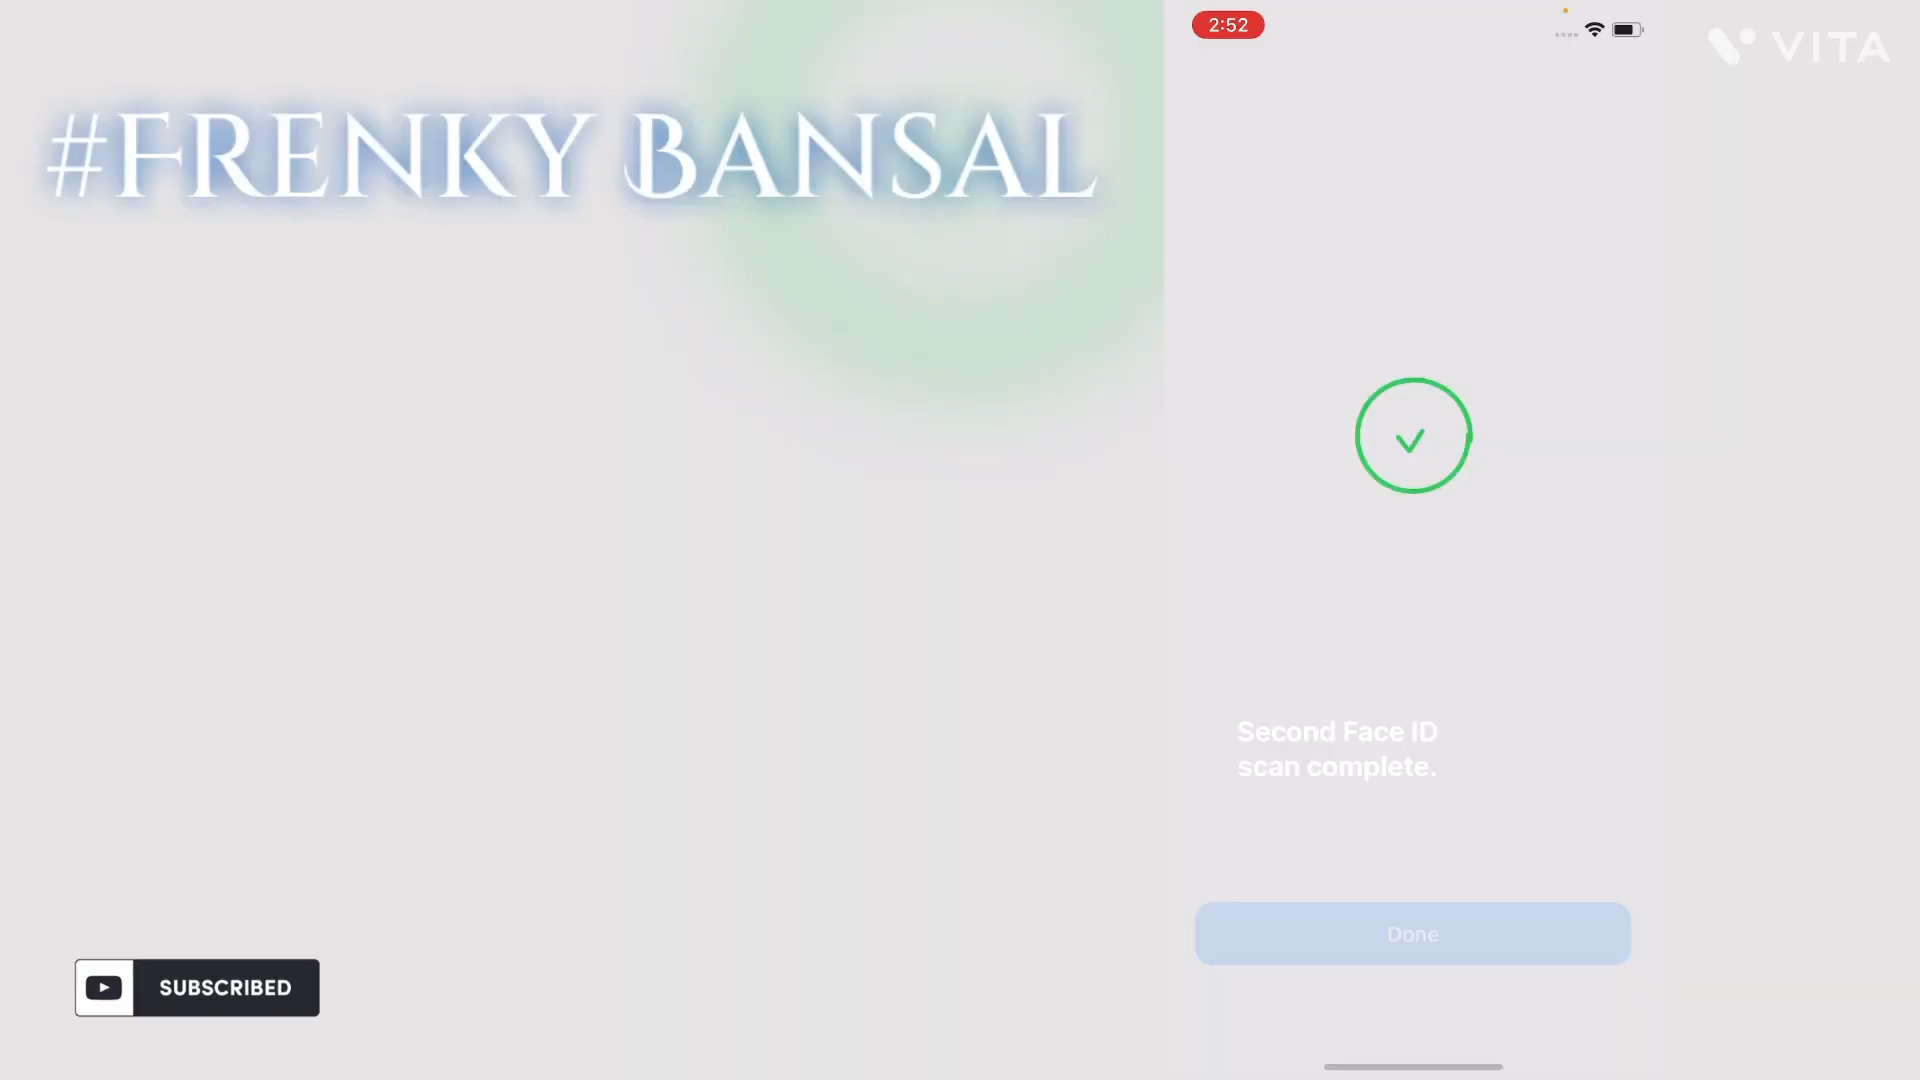 2:52
VITA
#FRENKY BANSAL
Second Face ID
scan complete.
Done
SUBSCRIBED